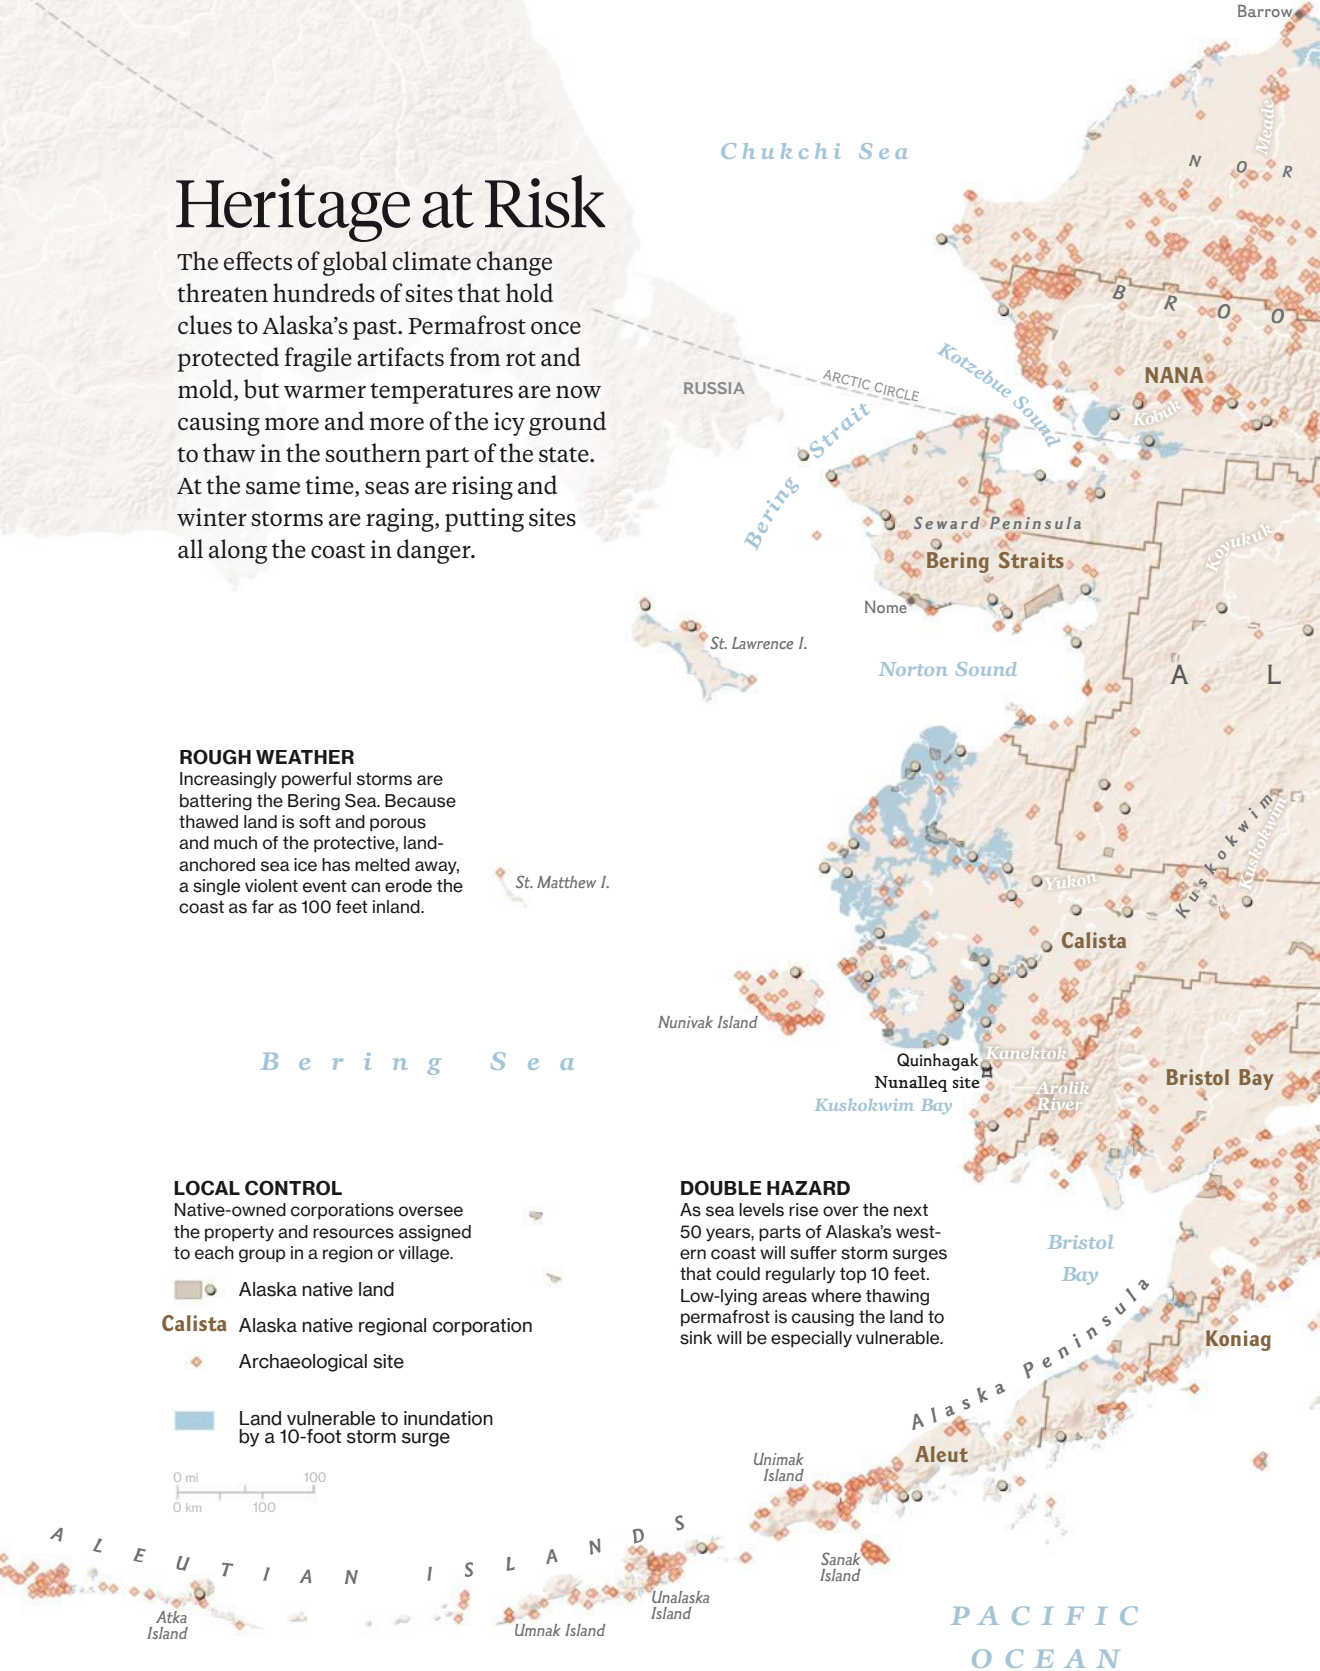 Barrow
Chukchi Sea
Meade
N O R
Heritage at Risk
The effects of global climate change
threaten hundreds of sites that hold
clues to Alaska’s past. Permafrost once
protected fragile artifacts from rot and
mold, but warmer temperatures are now
causing more and more of the icy ground
to thaw in the southern part of the state.
At the same time, seas are rising and
winter storms are raging, putting sites
all along the coast in danger.
B R O O
Kotzebue Sound
NANA
RUSSIA
ARCTIC CIRCLE
Kobuk
Bering Strait
Seward Peninsula
Koyukuk
Bering Straits
Nome
St. Lawrence I.
Norton Sound
A L
ROUGH WEATHER
Increasingly powerful storms are
battering the Bering Sea. Because
thawed land is soft and porous
and much of the protective, land-
anchored sea ice has melted away,
a single violent event can erode the
coast as far as 100 feet inland.
St. Matthew I.
Kuskokwim
Kuskokwim
Yukon
Calista
Nunivak Island
Bering Sea
Quinhagak
Kanektok
Nunalleq site
Arolik
River
Bristol Bay
Kuskokwim Bay
LOCAL CONTROL
Native-owned corporations oversee
the property and resources assigned
to each group in a region or village.
Alaska native land
Calista Alaska native regional corporation
Archaeological site
Land vulnerable to inundation
by a 10-foot storm surge
0 mi 100
0 km 100
DOUBLE HAZARD
As sea levels rise over the next
50 years, parts of Alaska’s west-
ern coast will suffer storm surges
that could regularly top 10 feet.
Low-lying areas where thawing
permafrost is causing the land to
sink will be especially vulnerable.
Bristol
Bay
Alaska Peninsula
Koniag
Aleut
Unimak
Island
ALEUTIAN ISLANDS
Sanak
Island
Unalaska
Island
Atka
Island
Umnak Island
PACIFIC
OCEAN